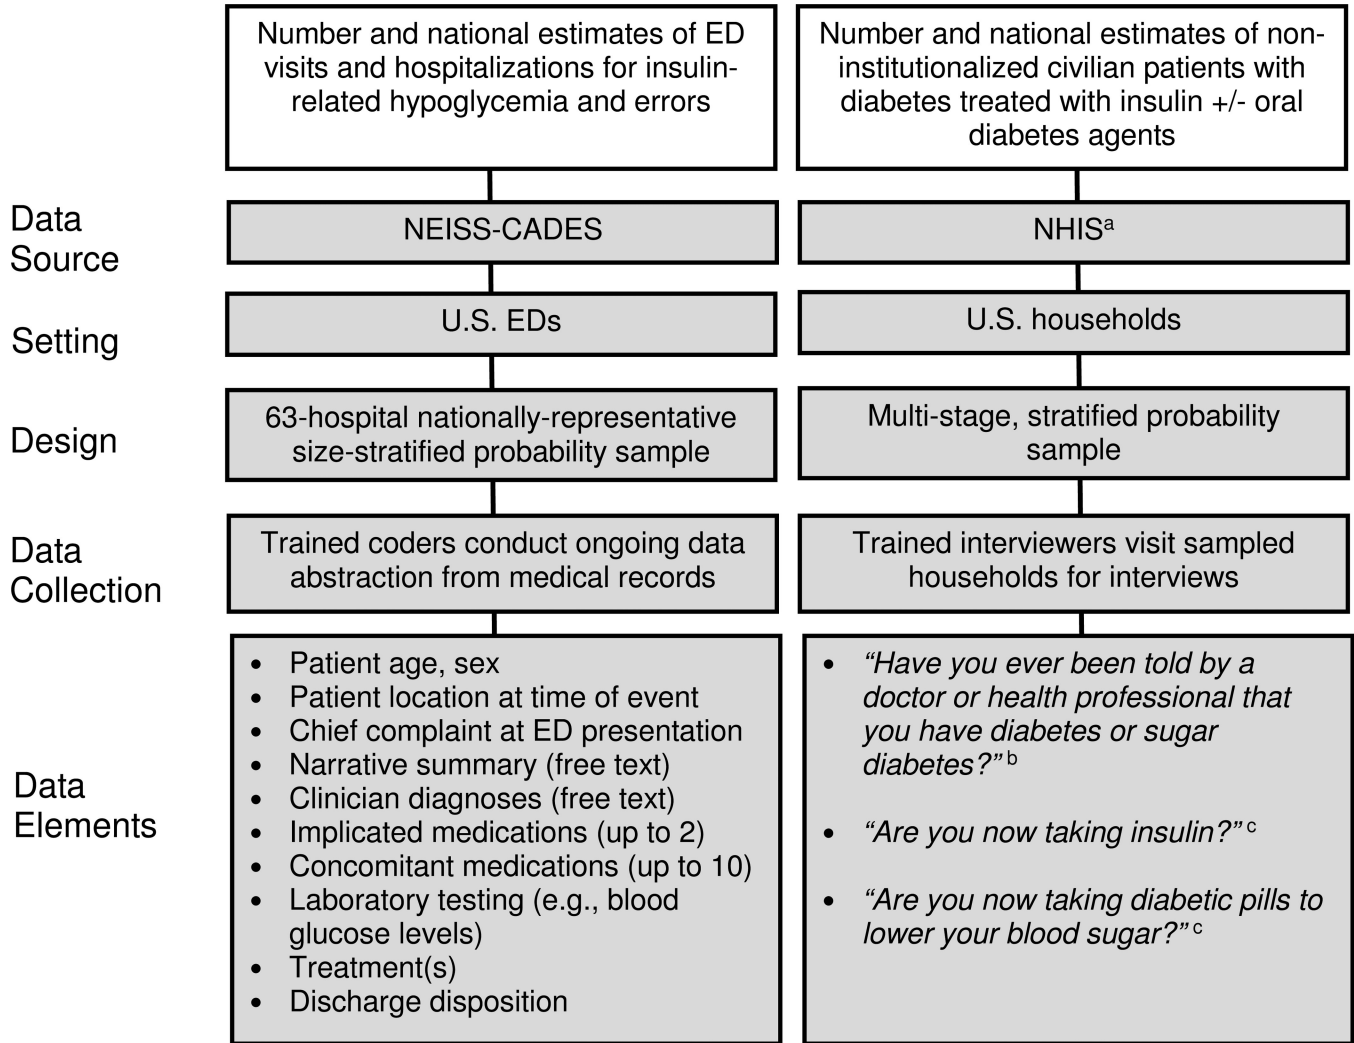 Number and national estimates of ED
visits and hospitalizations for insulin-
related hypoglycemia and errors
Number and national estimates of non-
institutionalized civilian patients with
diabetes treated with insulin +/- oral
diabetes agents
Data
Source
NEISS-CADES
NHISᵃ
Setting
U.S. EDs
U.S. households
Design
63-hospital nationally-representative
size-stratified probability sample
Multi-stage, stratified probability
sample
Data
Collection
Trained coders conduct ongoing data
abstraction from medical records
Trained interviewers visit sampled
households for interviews
Data
Elements
• Patient age, sex
• Patient location at time of event
• Chief complaint at ED presentation
• Narrative summary (free text)
• Clinician diagnoses (free text)
• Implicated medications (up to 2)
• Concomitant medications (up to 10)
• Laboratory testing (e.g., blood
glucose levels)
• Treatment(s)
• Discharge disposition
• “Have you ever been told by a
doctor or health professional that
you have diabetes or sugar
diabetes?” ᵇ
• “Are you now taking insulin?” ᶜ
• “Are you now taking diabetic pills to
lower your blood sugar?” ᶜ